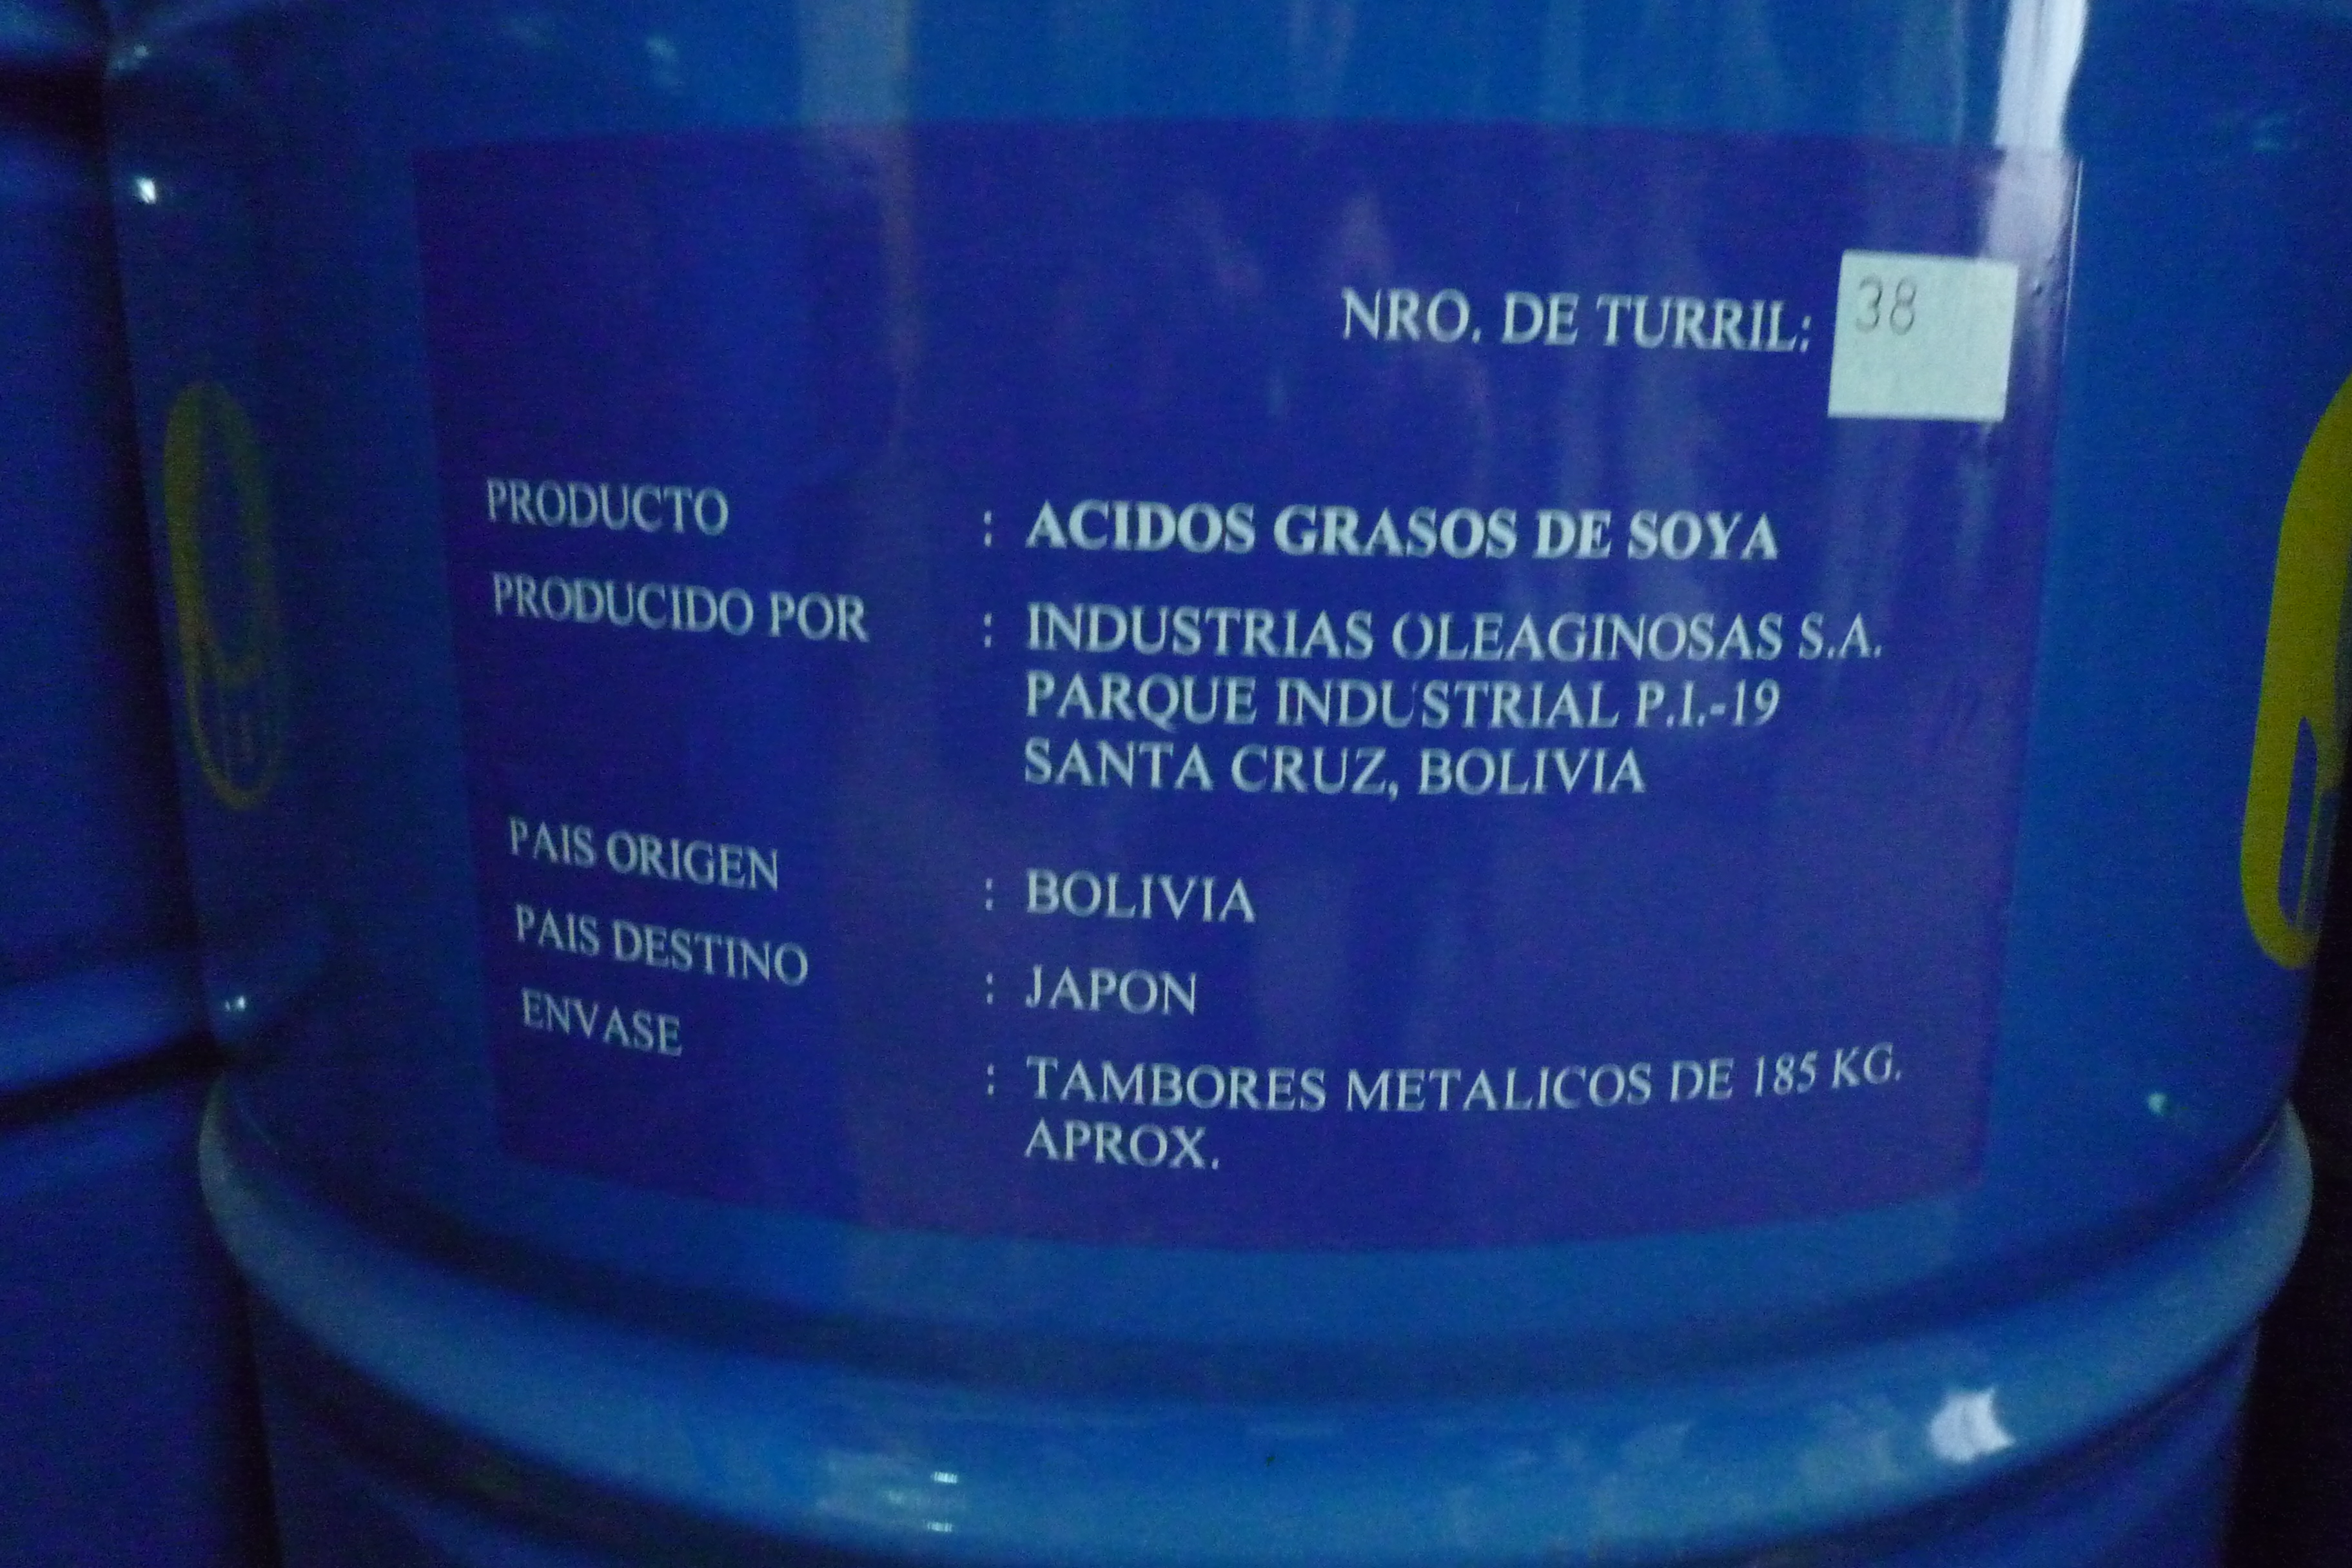 NRO. DE TURRIL: 38
PRODUCTO : ACIDOS GRASOS DE SOYA
PRODUCIDO POR : INDUSTRIAS OLEAGINOSAS S.A.
PARQUE INDUSTRIAL P.I.-19
SANTA CRUZ, BOLIVIA
PAIS ORIGEN : BOLIVIA
PAIS DESTINO : JAPON
ENVASE : TAMBORES METALICOS DE 185 KG.
APROX.